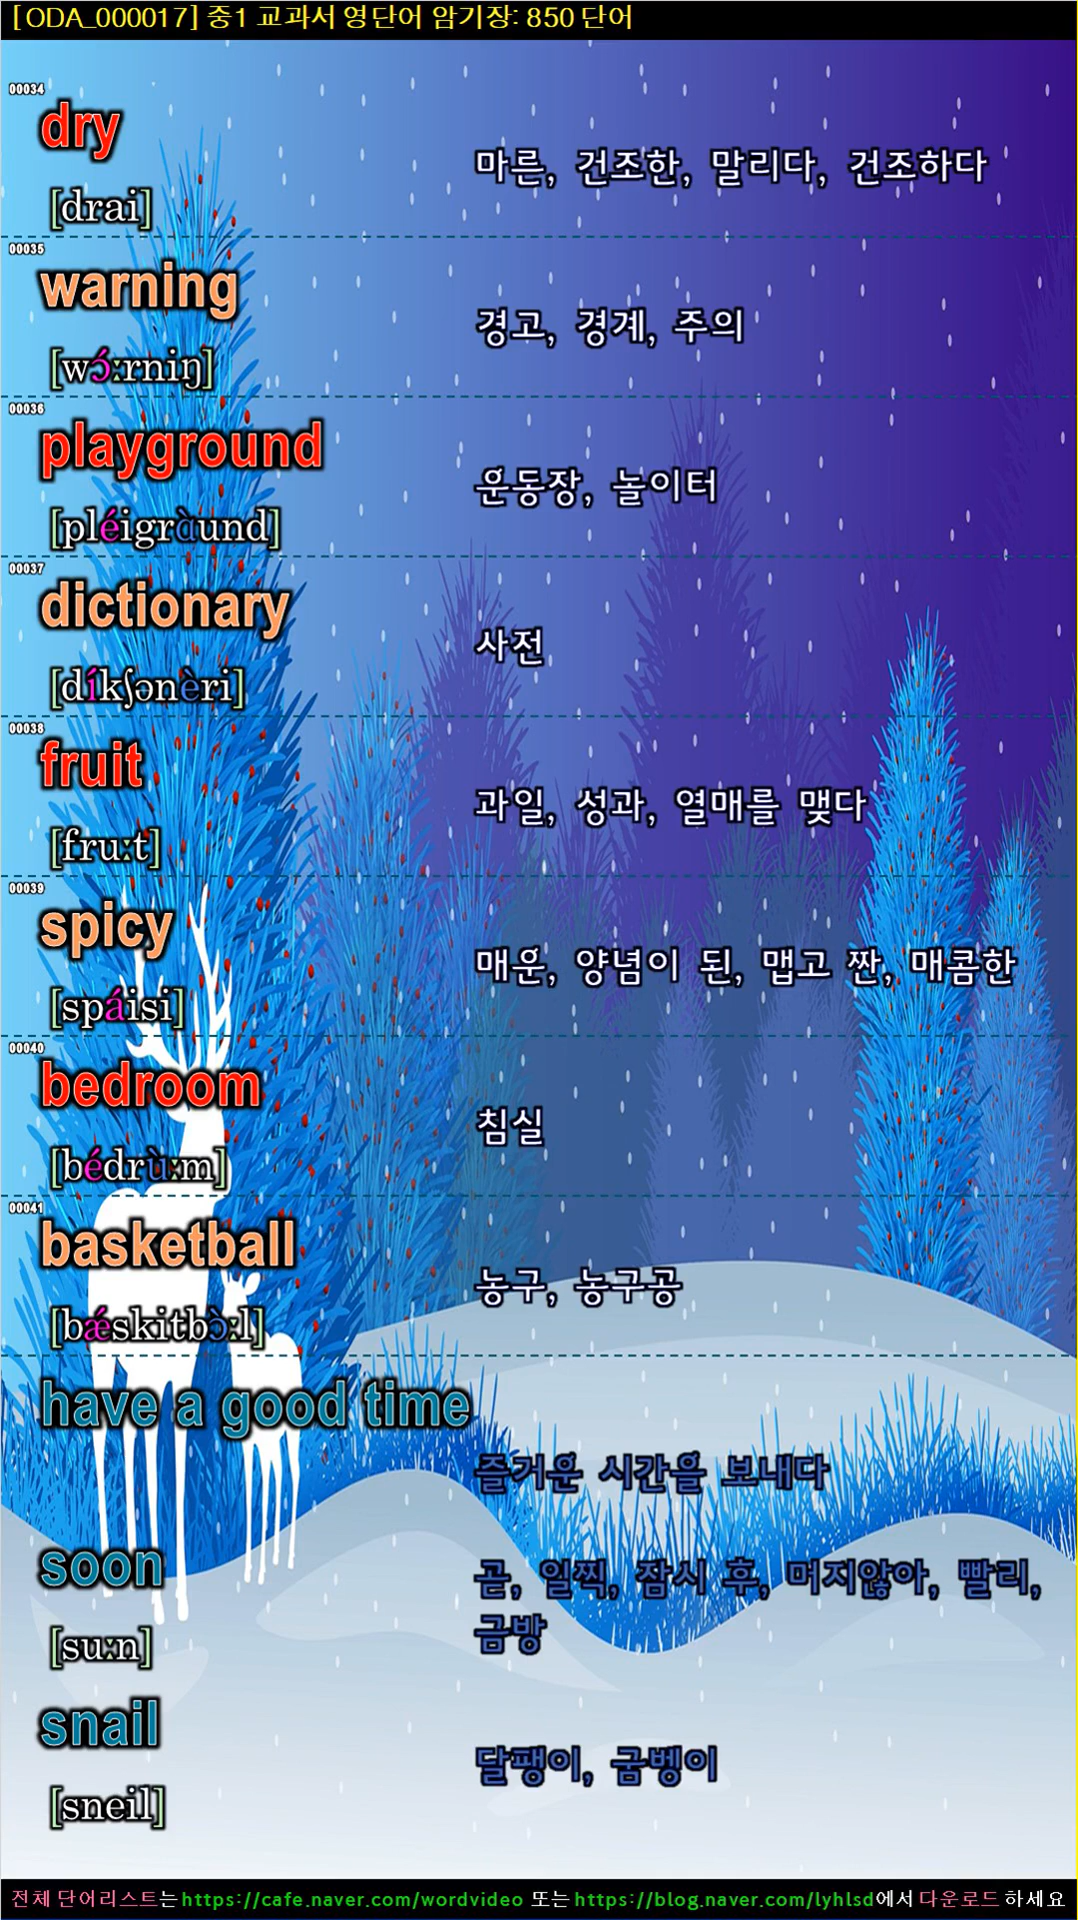 [ODA_000017] 중1 교과서 영단어 암기장: 850 단어
00034
dry
마른, 건조한, 말리다, 건조하다
[drai]
00035
warning
경고, 경계, 주의
[wɔ́ːrniŋ]
00036
playground
운동장, 놀이터
[pléigràund]
00037
dictionary
사전
[díkʃənèri]
00038
fruit
과일, 성과, 열매를 맺다
[fruːt]
00039
spicy
매운, 양념이 된, 맵고 짠, 매콤한
[spáisi]
00040
bedroom
침실
[bédrùːm]
00041
basketball
농구, 농구공
[bǽskitbɔ̀ːl]
have a good time
즐거운 시간을 보내다
soon
곧, 일찍, 잠시 후, 머지않아, 빨리,
금방
[suːn]
snail
달팽이, 굼벵이
[sneil]
전체 단어리스트는 https://cafe.naver.com/wordvideo 또는 https://blog.naver.com/lyhlsd에서 다운로드 하세요